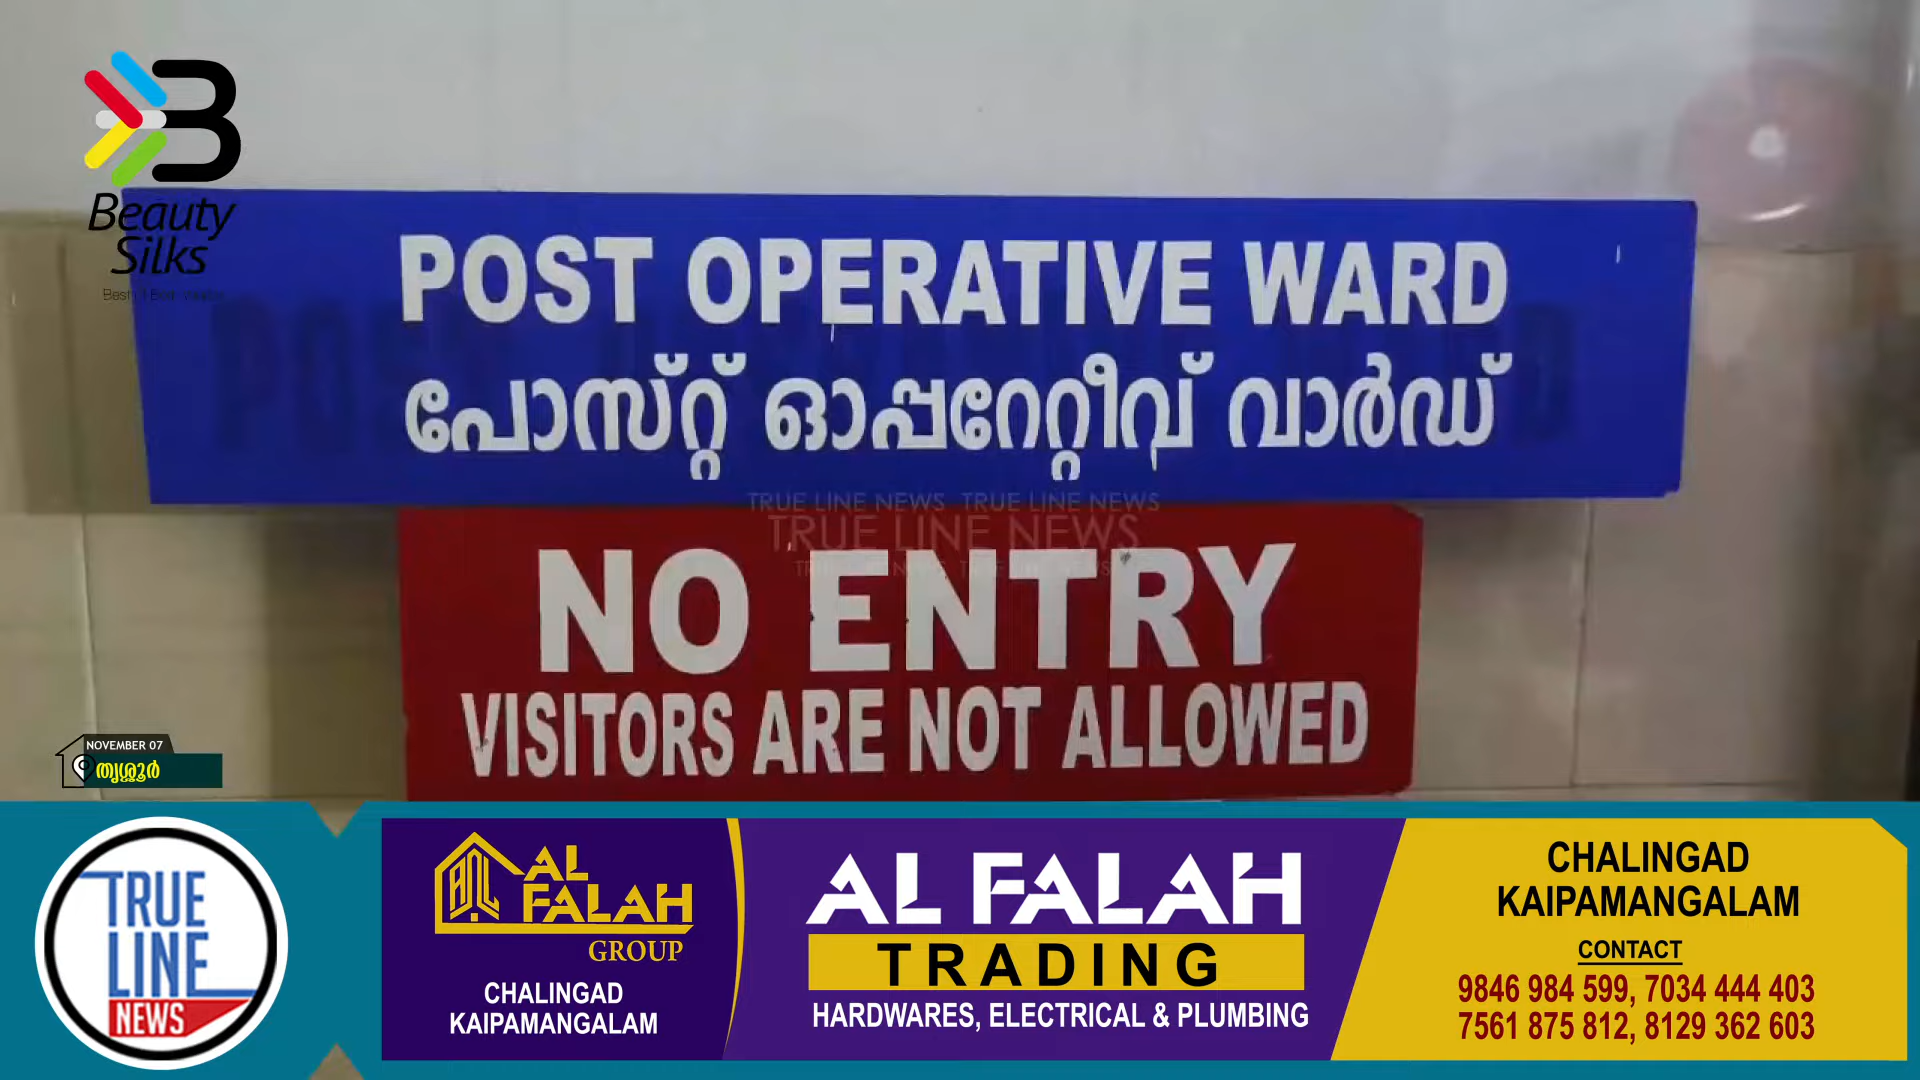 Beauty
Silks
POST OPERATIVE WARD
പോസ്റ്റ് ഓപ്പറേറ്റീവ് വാർഡ്
TRUE LINE NEWS TRUE LINE NEWS
TRUE LINE NEWS
NO ENTRY
VISITORS ARE NOT ALLOWED
NOVEMBER 07
തൃശ്ശൂർ
TRUE
LINE
NEWS
AL
FALAH
GROUP
CHALINGAD
KAIPAMANGALAM
AL FALAH
TRADING
HARDWARES, ELECTRICAL & PLUMBING
CHALINGAD
KAIPAMANGALAM
CONTACT
9846 984 599, 7034 444 403
7561 875 812, 8129 362 603